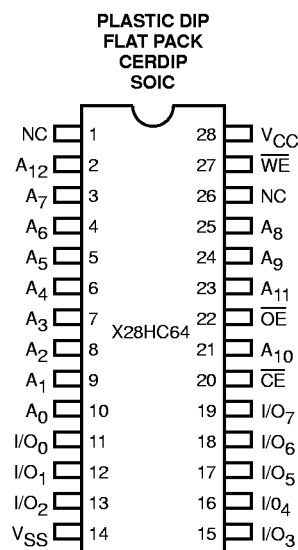 PLASTIC DIP
FLAT PACK
CERDIP
SOIC
NC 1 28 VCC
A12 2 27 WE
A7 3 26 NC
A6 4 25 A8
A5 5 24 A9
A4 6 23 A11
A3 7 22 OE
X28HC64
A2 8 21 A10
A1 9 20 CE
A0 10 19 I/O7
I/O0 11 18 I/O6
I/O1 12 17 I/O5
I/O2 13 16 I/04
VSS 14 15 I/O3